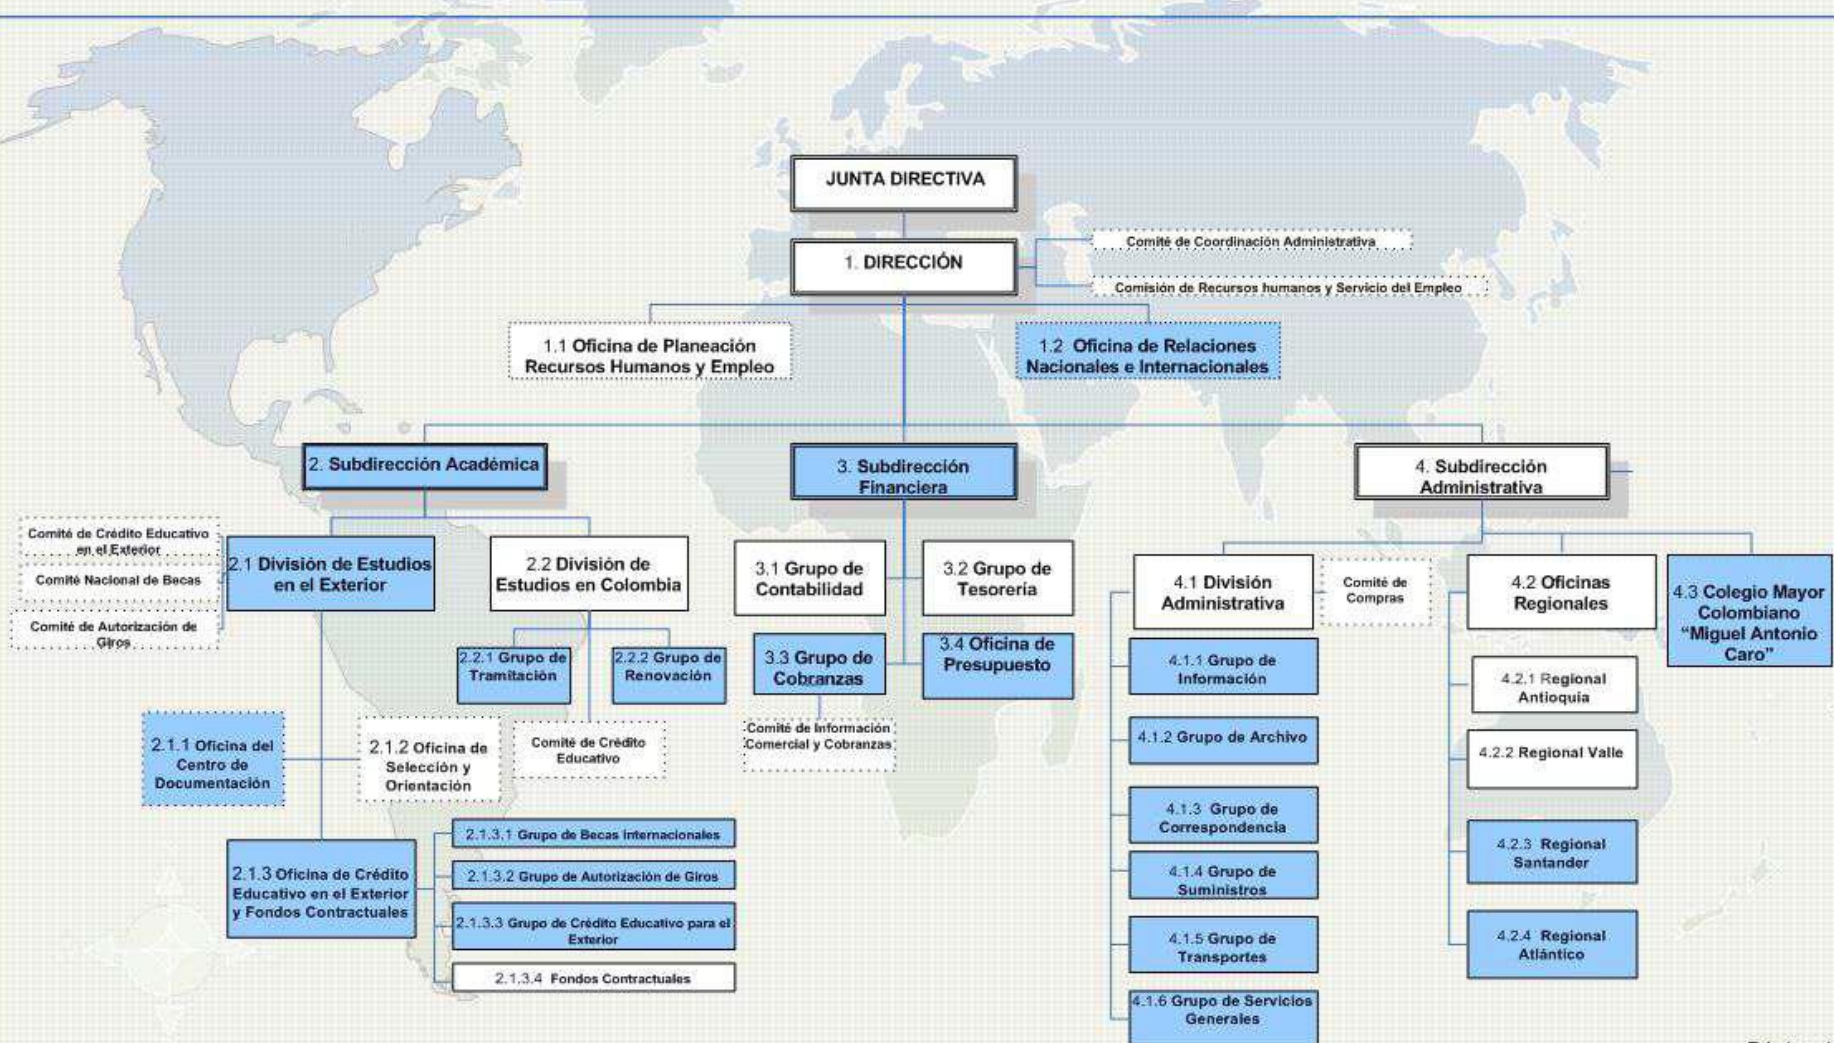 JUNTA DIRECTIVA
1. DIRECCIÓN
Comité de Coordinación Administrativa
Comisión de Recursos humanos y Servicio del Empleo
1.1 Oficina de Planeación
Recursos Humanos y Empleo
1.2 Oficina de Relaciones
Nacionales e Internacionales
2. Subdirección Académica
3. Subdirección
Financiera
4. Subdirección
Administrativa
Comité de Crédito Educativo
en el Exterior
Comité Nacional de Becas
Comité de Autorización de
Giros
2.1 División de Estudios
en el Exterior
2.2 División de
Estudios en Colombia
2.2.1 Grupo de
Tramitación
2.2.2 Grupo de
Renovación
Comité de Crédito
Educativo
2.1.1 Oficina del
Centro de
Documentación
2.1.2 Oficina de
Selección y
Orientación
2.1.3 Oficina de Crédito
Educativo en el Exterior
y Fondos Contractuales
2.1.3.1 Grupo de Becas Internacionales
2.1.3.2 Grupo de Autorización de Giros
2.1.3.3 Grupo de Crédito Educativo para el
Exterior
2.1.3.4 Fondos Contractuales
3.1 Grupo de
Contabilidad
3.2 Grupo de
Tesorería
3.3 Grupo de
Cobranzas
3.4 Oficina de
Presupuesto
Comité de Información
Comercial y Cobranzas
4.1 División
Administrativa
Comité de
Compras
4.1.1 Grupo de
Información
4.1.2 Grupo de Archivo
4.1.3 Grupo de
Correspondencia
4.1.4 Grupo de
Suministros
4.1.5 Grupo de
Transportes
4.1.6 Grupo de Servicios
Generales
4.2 Oficinas
Regionales
4.2.1 Regional
Antioquia
4.2.2 Regional Valle
4.2.3 Regional
Santander
4.2.4 Regional
Atlántico
4.3 Colegio Mayor
Colombiano
“Miguel Antonio
Caro”